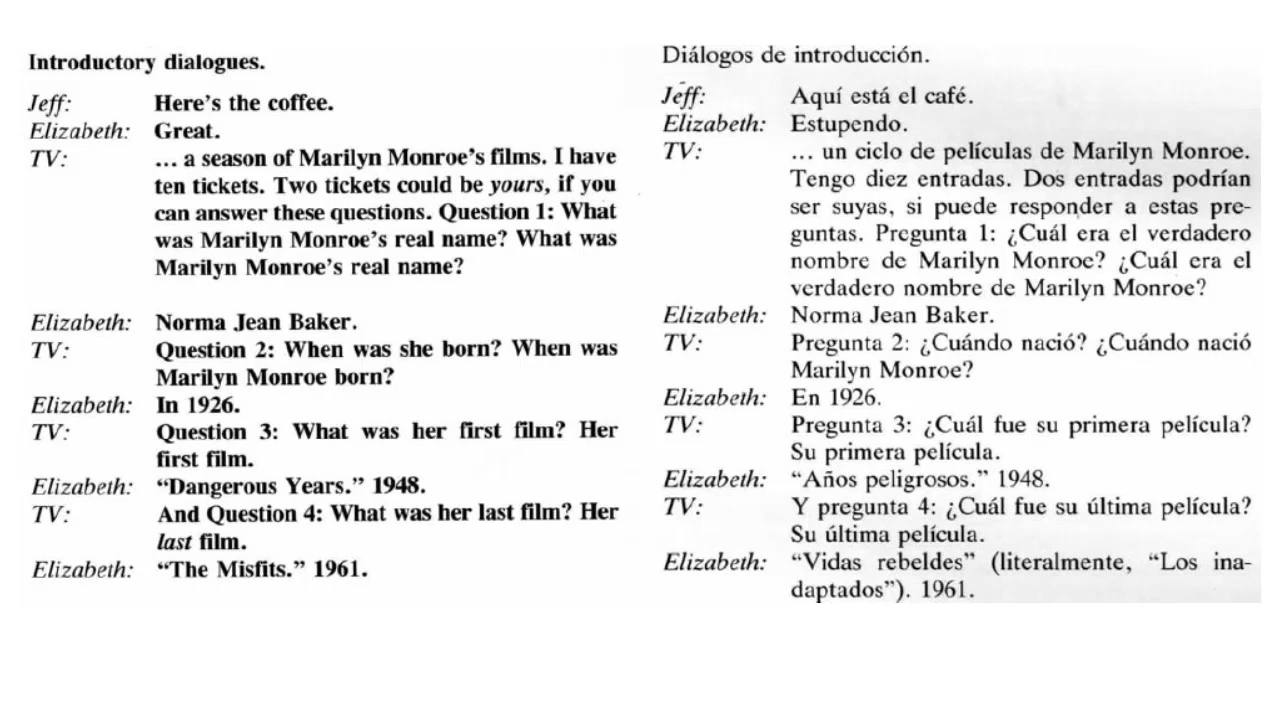 Introductory dialogues.
Jeff: Here's the coffee.
Elizabeth: Great.
TV: ... a season of Marilyn Monroe's films. I have
ten tickets. Two tickets could be yours, if you
can answer these questions. Question 1: What
was Marilyn Monroe's real name? What was
Marilyn Monroe's real name?
Elizabeth: Norma Jean Baker.
TV: Question 2: When was she born? When was
Marilyn Monroe born?
Elizabeth: In 1926.
TV: Question 3: What was her first film? Her
first film.
Elizabeth: “Dangerous Years.” 1948.
TV: And Question 4: What was her last film? Her
last film.
Elizabeth: “The Misfits.” 1961.
Diálogos de introducción.
Jeff: Aquí está el café.
Elizabeth: Estupendo.
TV: ... un ciclo de películas de Marilyn Monroe.
Tengo diez entradas. Dos entradas podrían
ser suyas, si puede responder a estas pre-
guntas. Pregunta 1: ¿Cuál era el verdadero
nombre de Marilyn Monroe? ¿Cuál era el
verdadero nombre de Marilyn Monroe?
Elizabeth: Norma Jean Baker.
TV: Pregunta 2: ¿Cuándo nació? ¿Cuándo nació
Marilyn Monroe?
Elizabeth: En 1926.
TV: Pregunta 3: ¿Cuál fue su primera película?
Su primera película.
Elizabeth: “Años peligrosos.” 1948.
TV: Y pregunta 4: ¿Cuál fue su última película?
Su última película.
Elizabeth: “Vidas rebeldes” (literalmente, “Los ina-
daptados”). 1961.